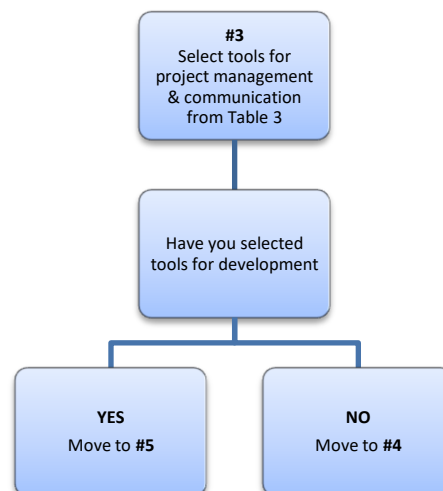 #3
Select tools for
project management
& communication
from Table 3
Have you selected
tools for development
YES
Move to #5
NO
Move to #4